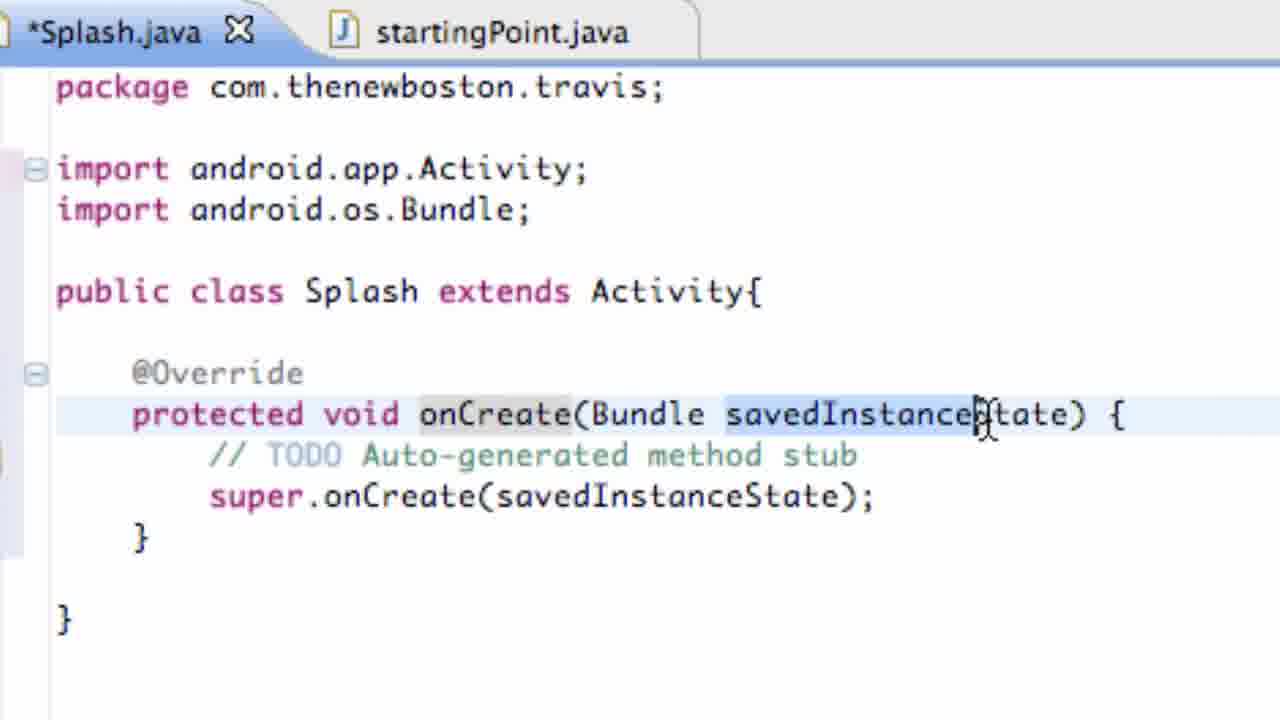 *Splash.java startingPoint.java
package com.thenewboston.travis;
import android.app.Activity;
import android.os.Bundle;
public class Splash extends Activity{
@Override
protected void onCreate(Bundle savedInstanceState) {
// TODO Auto-generated method stub
super.onCreate(savedInstanceState);
}
}